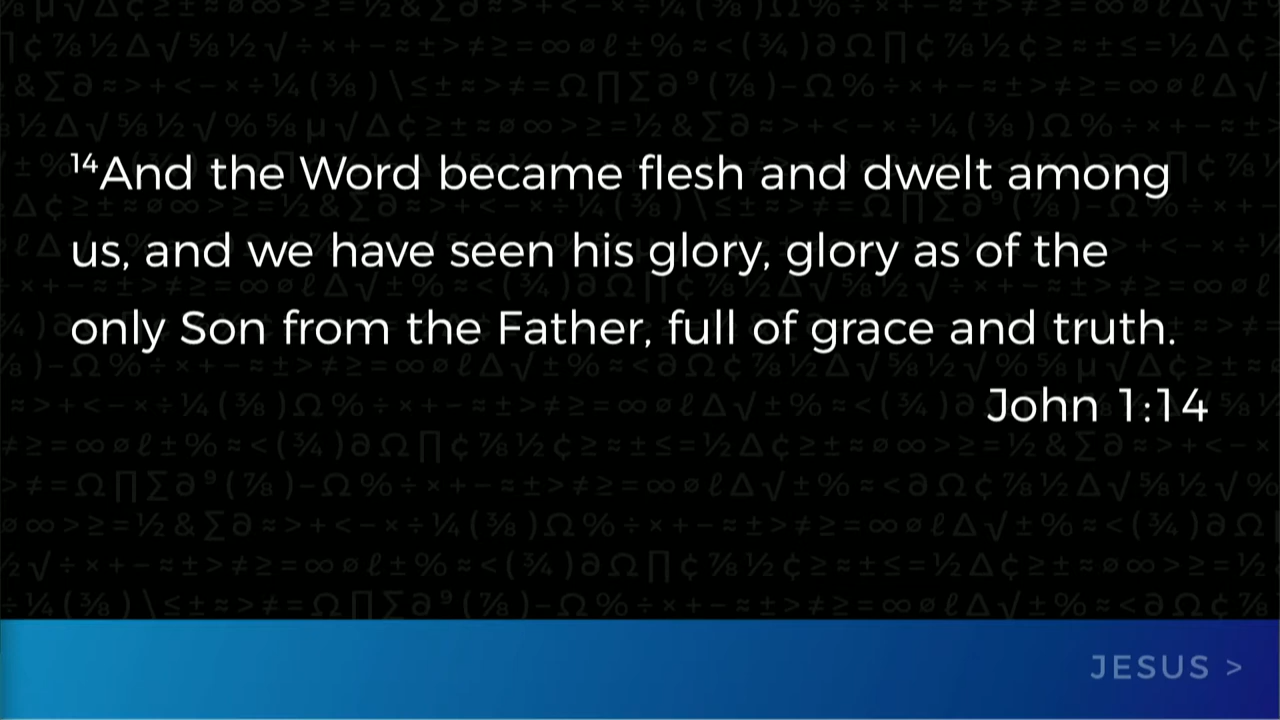 ¹⁴And the Word became flesh and dwelt among
us, and we have seen his glory, glory as of the
only Son from the Father, full of grace and truth.
John 1:14
JESUS >